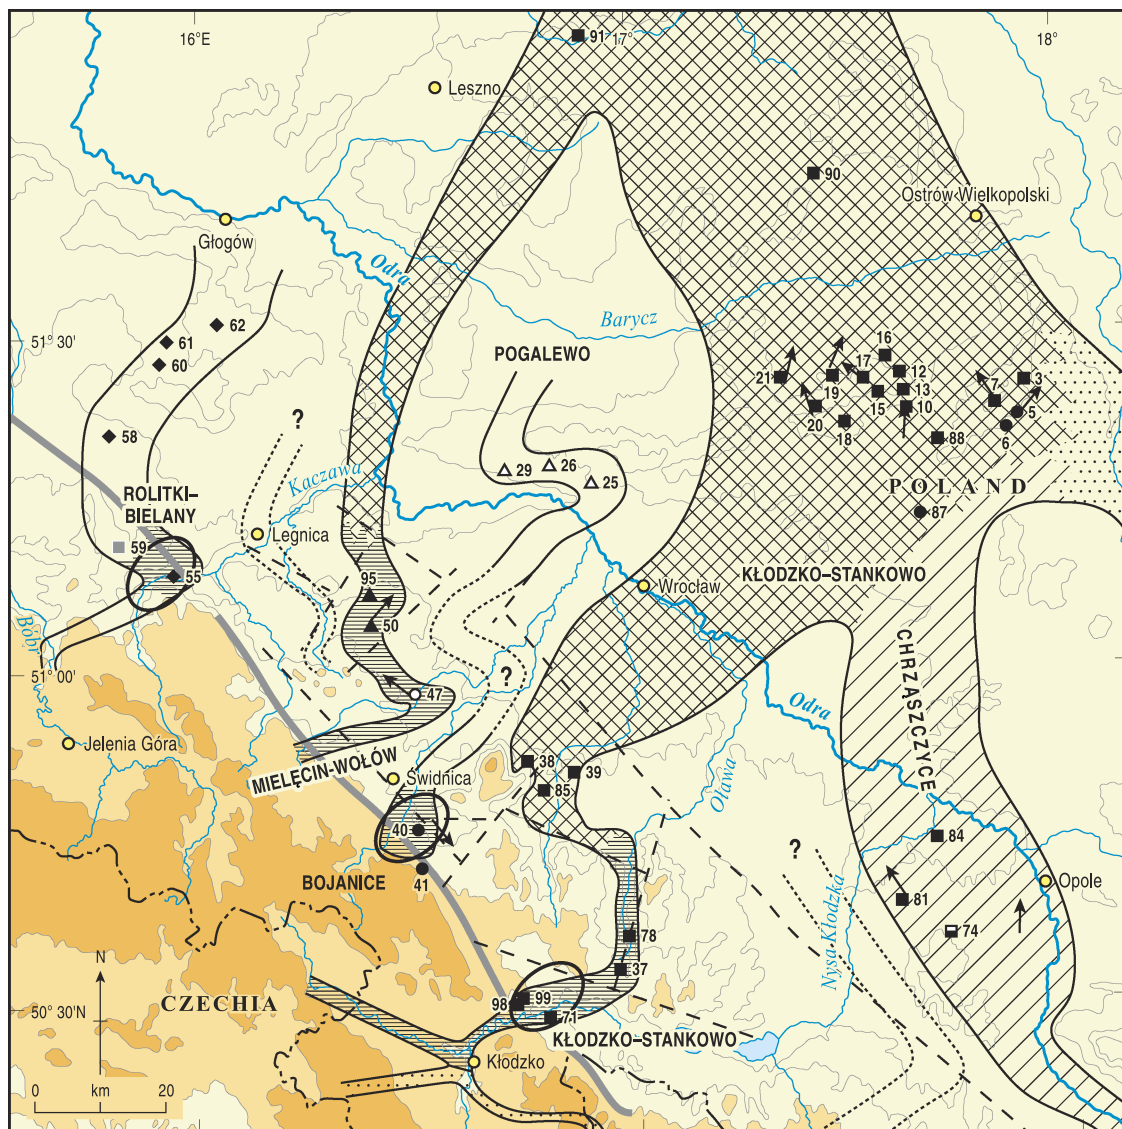 16°E
17°
18°
91
Leszno
90
Ostrów Wielkopolski
Głogów
Odra
Barycz
62
61
60
51° 30'
POGALEWO
16
21
17
12
19
13
15
10
20
18
7
3
5
6
88
58
?
Kaczawa
29
26
25
ROLITKI–
BIELANY
POLAND
87
59
Legnica
55
95
Wrocław
KŁODZKO–STANKOWO
50
Bobr
CHRZĄSZCZYCE
51° 00'
47
?
Odra
Jelenia Góra
MIELĘCIN-WOŁÓW
Świdnica
38
39
85
Oława
40
84
?
BOJANICE
41
Opole
81
78
74
Nysa Kłodzka
37
N
CZECHIA
98
99
71
50° 30'N
KŁODZKO–STANKOWO
Kłodzko
0
km
20